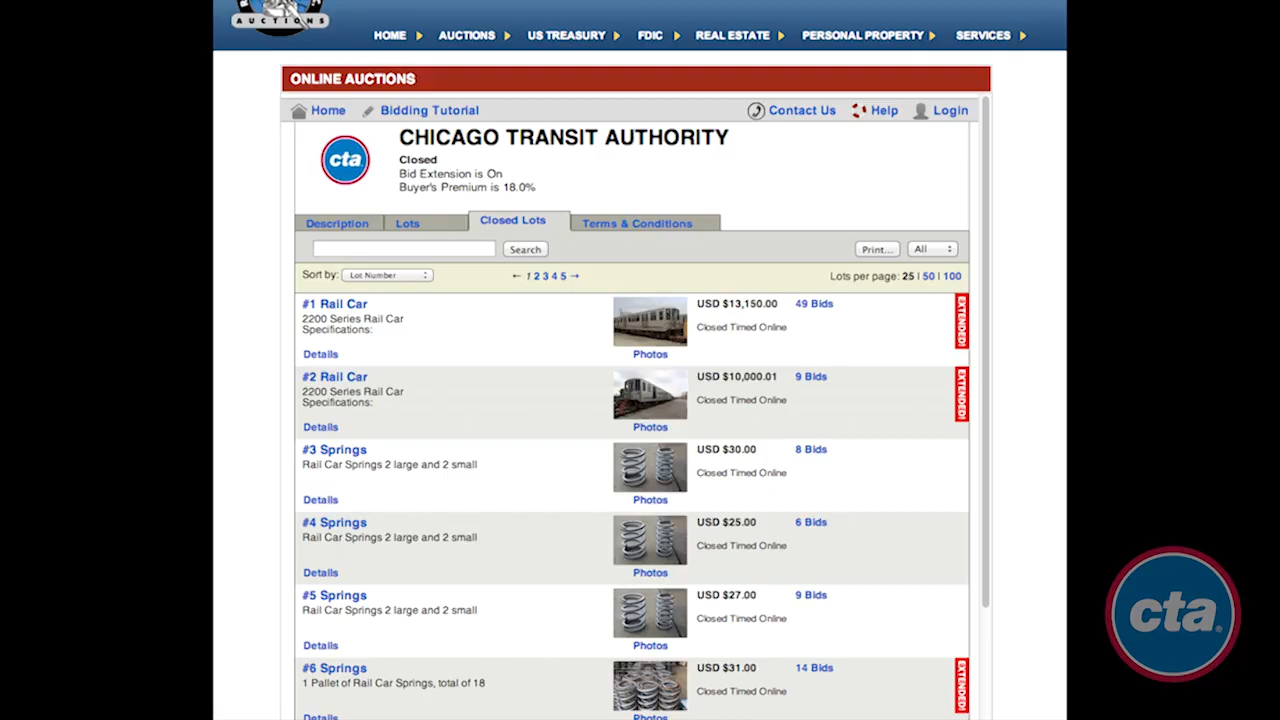 AUCTIONS
HOME AUCTIONS US TREASURY FDIC REAL ESTATE PERSONAL PROPERTY SERVICES
ONLINE AUCTIONS
Home Bidding Tutorial Contact Us Help Login
cta
CHICAGO TRANSIT AUTHORITY
Closed
Bid Extension is On
Buyer's Premium is 18.0%
Description Lots Closed Lots Terms & Conditions
Search Print... All
Sort by: Lot Number ← 1 2 3 4 5 → Lots per page: 25 | 50 | 100
#1 Rail Car USD $13,150.00 49 Bids
2200 Series Rail Car
Specifications: Closed Timed Online
EXTENDED!
Details Photos
#2 Rail Car USD $10,000.01 9 Bids
2200 Series Rail Car
Specifications: Closed Timed Online
EXTENDED!
Details Photos
#3 Springs USD $30.00 8 Bids
Rail Car Springs 2 large and 2 small Closed Timed Online
Details Photos
#4 Springs USD $25.00 6 Bids
Rail Car Springs 2 large and 2 small Closed Timed Online
Details Photos
#5 Springs USD $27.00 9 Bids
Rail Car Springs 2 large and 2 small Closed Timed Online
Details Photos
#6 Springs USD $31.00 14 Bids
1 Pallet of Rail Car Springs, total of 18 Closed Timed Online
EXTENDED!
Details Photos
cta®